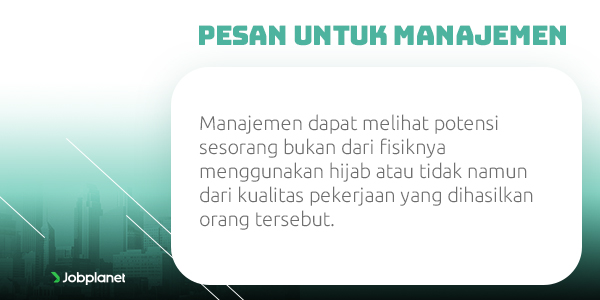 PESAN UNTUK MANAJEMEN
Manajemen dapat melihat potensi
sesorang bukan dari fisiknya
menggunakan hijab atau tidak namun
dari kualitas pekerjaan yang dihasilkan
orang tersebut.
Jobplanet